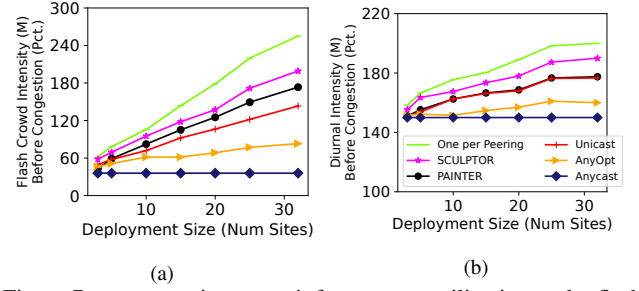 Flash Crowd Intensity (M)
Before Congestion (Pct.)
300
240
180
120
60
0
10
20
30
Deployment Size (Num Sites)
(a)
Diurnal Intensity (M)
Before Congestion (Pct.)
220
180
140
100
One per Peering
SCULPTOR
PAINTER
Unicast
AnyOpt
Anycast
10
20
30
Deployment Size (Num Sites)
(b)